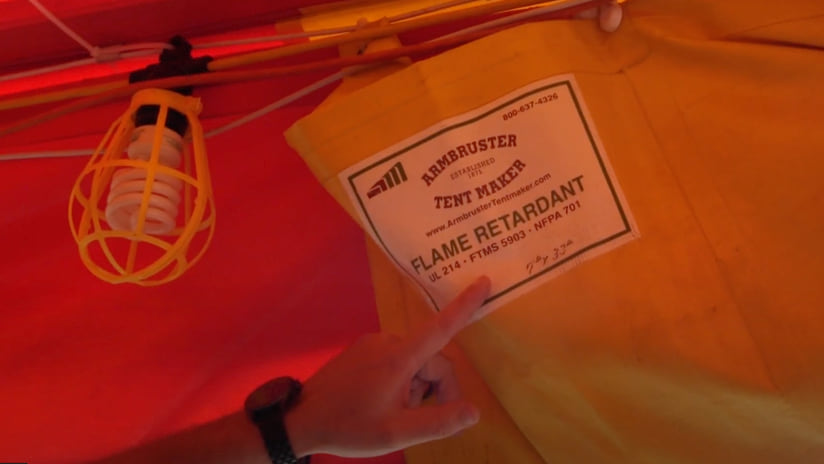 800-637-4326
ARMBRUSTER
ESTABLISHED
1875
TENT MAKER
www.ArmbrusterTentmaker.com
FLAME RETARDANT
UL 214 • FTMS 5903 • NFPA 701